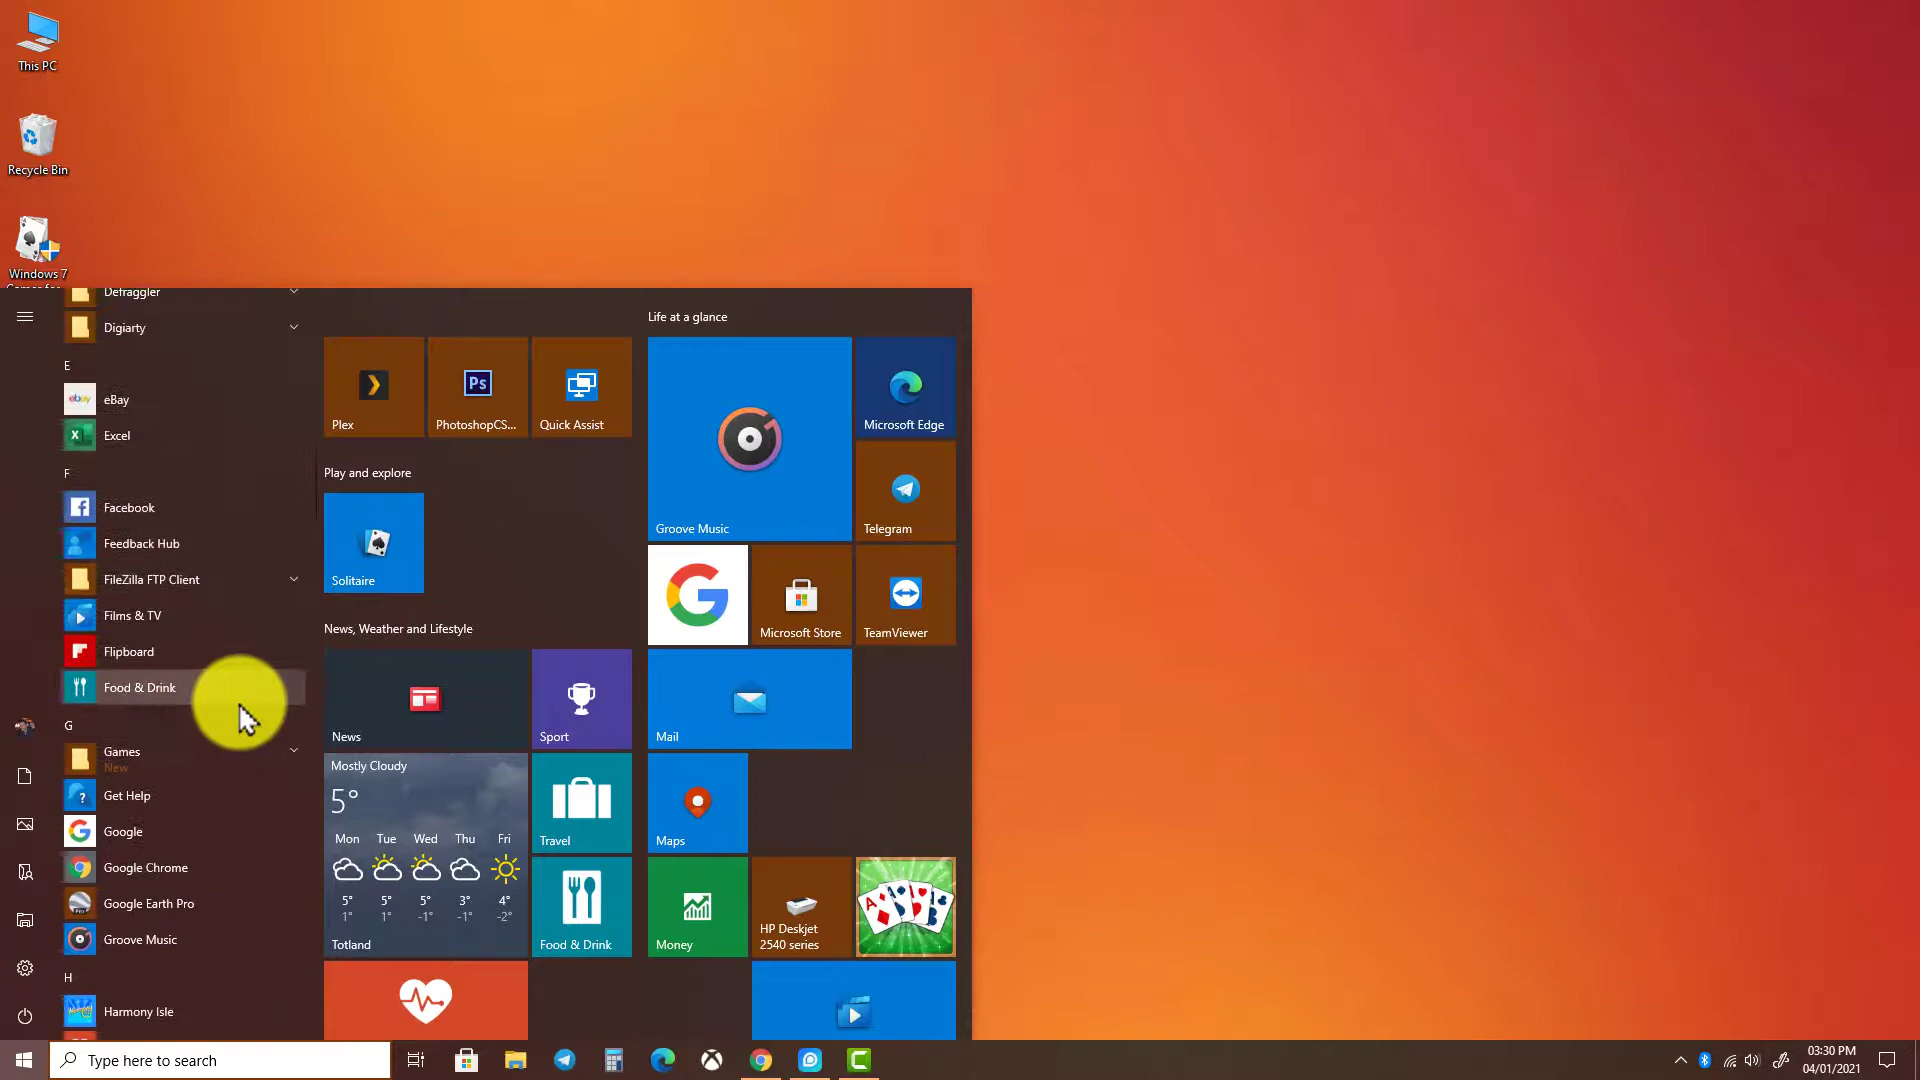 This PC
Recycle Bin
Windows 7
Defraggler
Digiarty
E
eBay
Excel
F
Facebook
Feedback Hub
FileZilla FTP Client
Films & TV
Flipboard
Food & Drink
G
Games
New
Get Help
Google
Google Chrome
Google Earth Pro
Groove Music
H
Harmony Isle
Plex
Ps
PhotoshopCS...
Quick Assist
Play and explore
Solitaire
News, Weather and Lifestyle
News
Sport
Mostly Cloudy
5°
Mon Tue Wed Thu Fri
5° 5° 5° 3° 4°
1° 1° -1° -1° -2°
Totland
Travel
Food & Drink
Life at a glance
Groove Music
Microsoft Edge
Telegram
Microsoft Store
TeamViewer
Mail
Maps
Money
HP Deskjet
2540 series
Type here to search
03:30 PM
04/01/2021